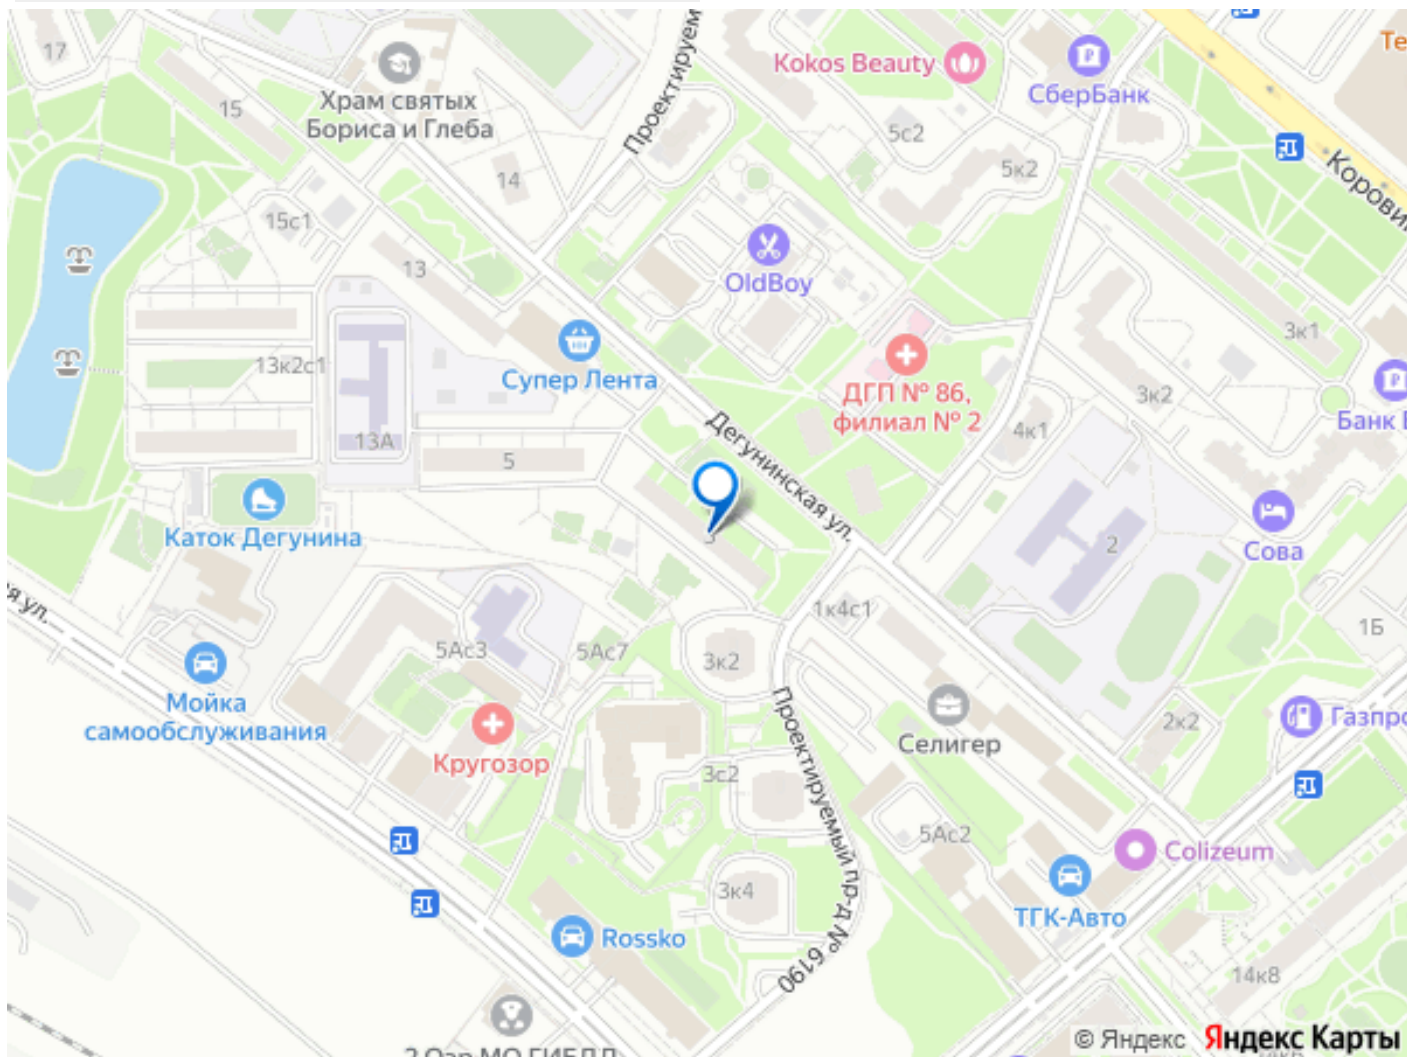 17
Храм святых
Бориса и Глеба
15
Проектируем
Kokos Beauty
СберБанк
Те
5с2
5к2
14
15с1
Корови
13
OldBoy
3к1
13к2с1
Супер Лента
ДГП № 86,
филиал № 2
3к2
Банк
4к1
13А
5
Дегунинская ул.
Каток Дегунина
3
2
Сова
я ул.
1к4с1
1Б
5Ас3
5Ас7
3к2
Мойка
самообслуживания
Кругозор
Проектируемый пр-д № 6190
Селигер
2к2
Газпро
3с2
5Ас2
Colizeum
3к4
ТГК-Авто
Rossko
14к8
© Яндекс Яндекс Карты